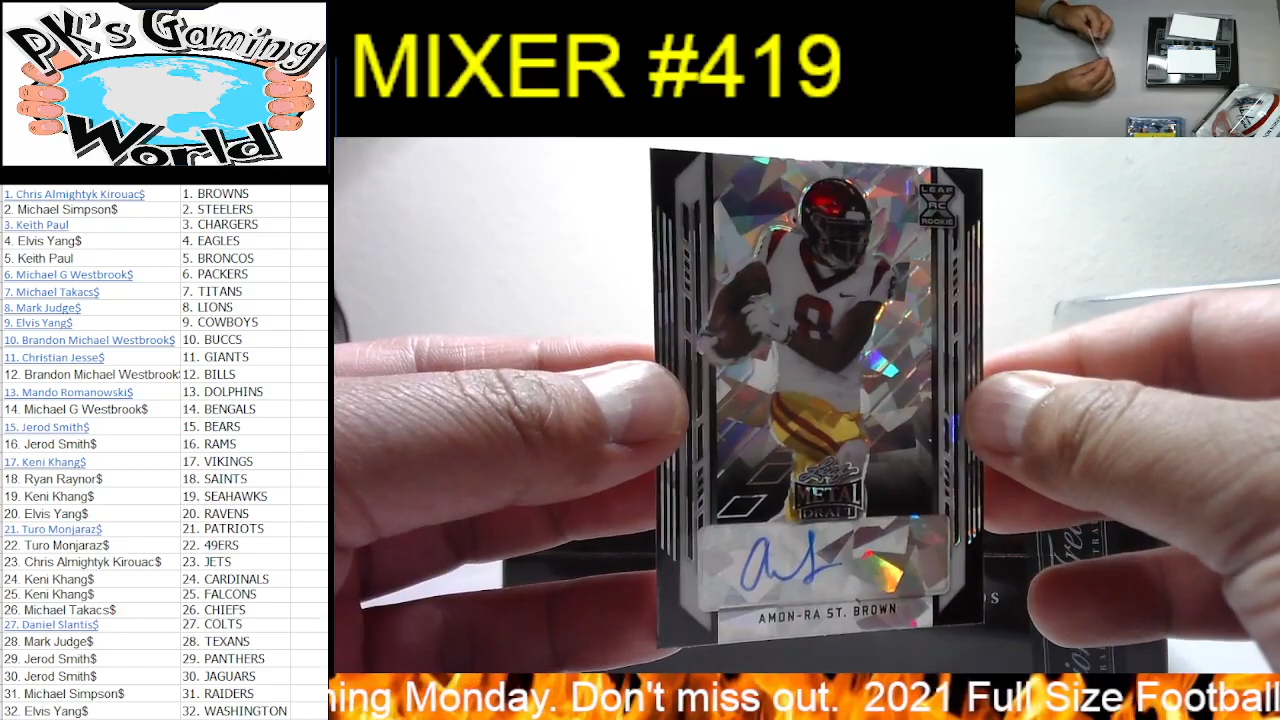 PK's Gaming
World
MIXER #419
1. Chris Almightyk Kirouac$ 1. BROWNS
2. Michael Simpson$ 2. STEELERS
3. Keith Paul 3. CHARGERS
4. Elvis Yang$ 4. EAGLES
5. Keith Paul 5. BRONCOS
6. Michael G Westbrook$ 6. PACKERS
7. Michael Takacs$ 7. TITANS
8. Mark Judge$ 8. LIONS
9. Elvis Yang$ 9. COWBOYS
10. Brandon Michael Westbrook$ 10. BUCCS
11. Christian Jesse$ 11. GIANTS
12. Brandon Michael Westbrook 12. BILLS
13. Mando Romanowski$ 13. DOLPHINS
14. Michael G Westbrook$ 14. BENGALS
15. Jerod Smith$ 15. BEARS
16. Jerod Smith$ 16. RAMS
17. Keni Khang$ 17. VIKINGS
18. Ryan Raynor$ 18. SAINTS
19. Keni Khang$ 19. SEAHAWKS
20. Elvis Yang$ 20. RAVENS
21. Turo Monjaraz$ 21. PATRIOTS
22. Turo Monjaraz$ 22. 49ERS
23. Chris Almightyk Kirouac$ 23. JETS
24. Keni Khang$ 24. CARDINALS
25. Keni Khang$ 25. FALCONS
26. Michael Takacs$ 26. CHIEFS
27. Daniel Slantis$ 27. COLTS
28. Mark Judge$ 28. TEXANS
29. Jerod Smith$ 29. PANTHERS
30. Jerod Smith$ 30. JAGUARS
31. Michael Simpson$ 31. RAIDERS
32. Elvis Yang$ 32. WASHINGTON
LEAF
RC
ROOKIE
8
Leaf
METAL
DRAFT
AMON-RA ST. BROWN
ning Monday. Don't miss out. 2021 Full Size Football